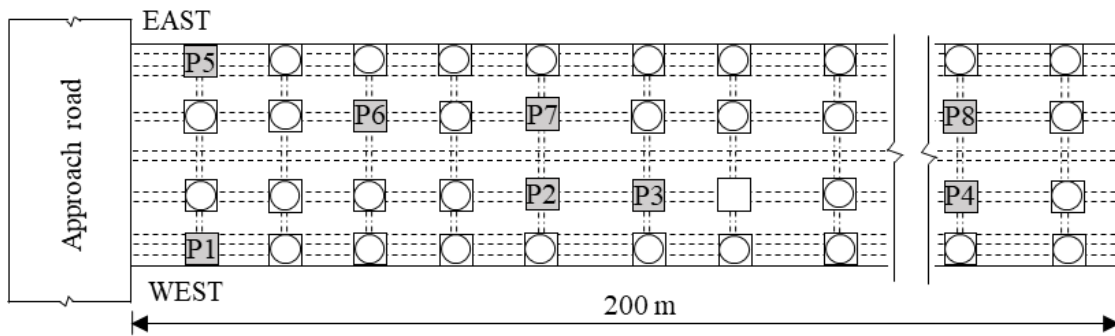 EAST
Approach road
P5
P6
P7
P8
P2
P3
P4
P1
WEST
200 m